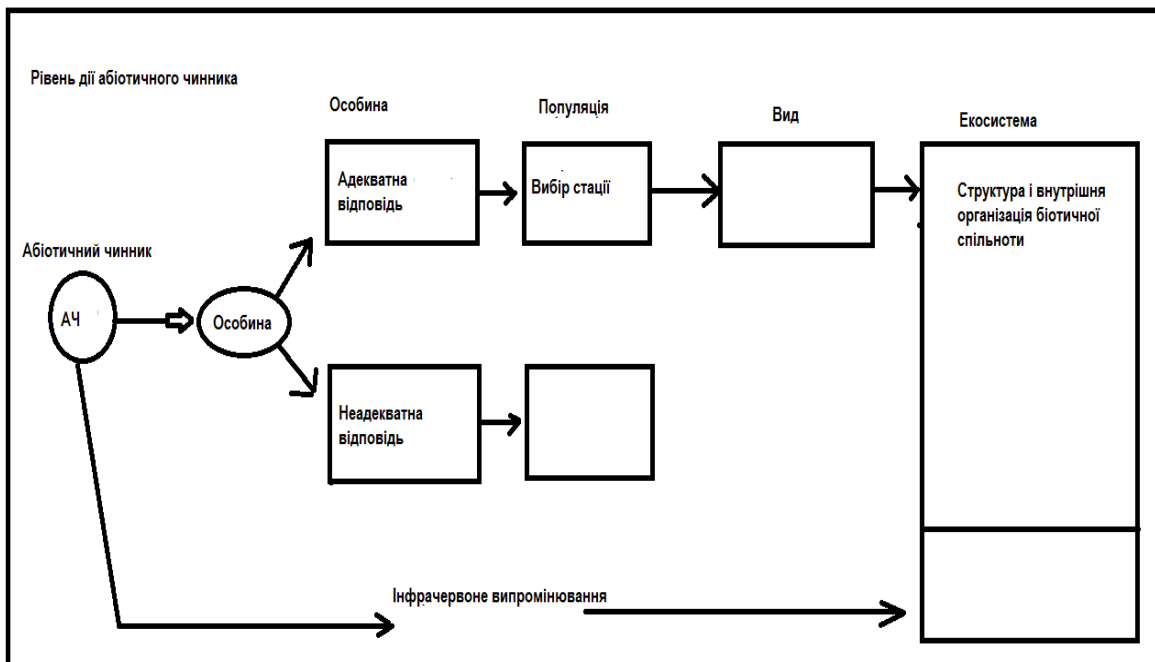 Рівень дії абіотичного чинника
Особина
Популяція
Вид
Екосистема
Адекватна
відповідь
Вибір стації
Структура і внутрішня
організація біотичної
спільноти
Абіотичний чинник
АЧ
Особина
Неадекватна
відповідь
Інфрачервоне випромінювання